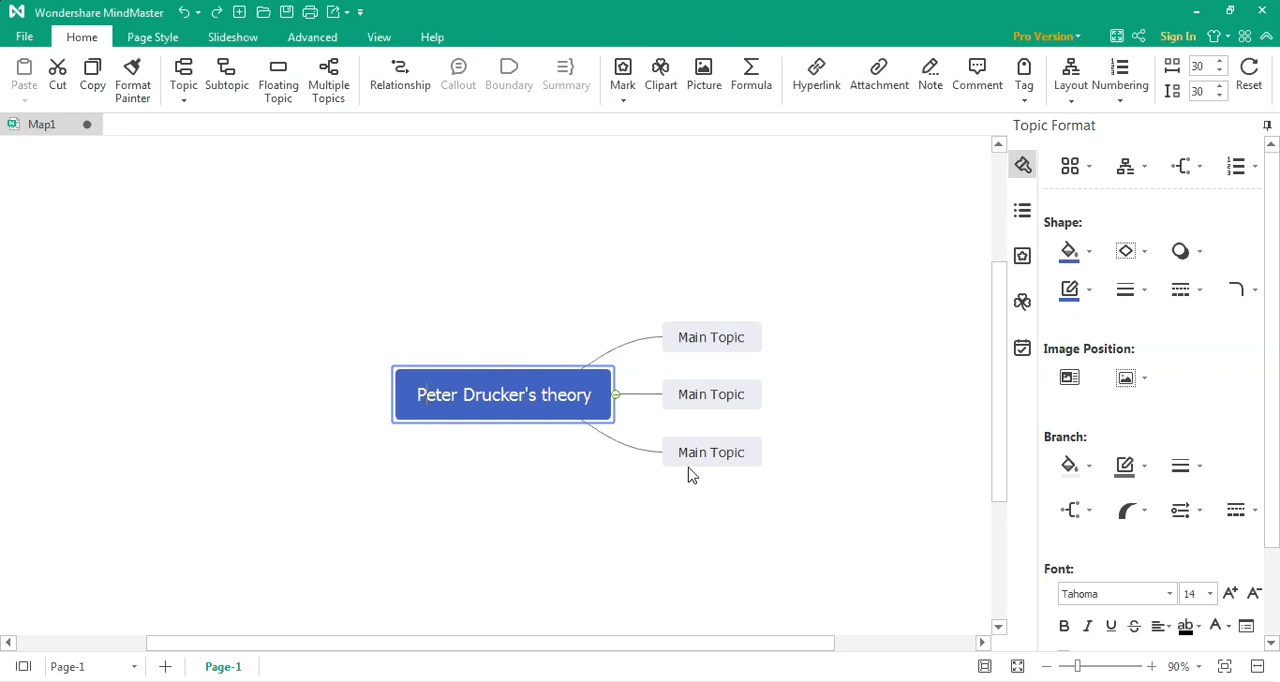 Wondershare MindMaster
File Home Page Style Slideshow Advanced View Help Pro Version Sign In
Paste Cut Copy Format Painter Topic Subtopic Floating Topic Multiple Topics Relationship Callout Boundary Summary Mark Clipart Picture Formula Hyperlink Attachment Note Comment Tag Layout Numbering 30 30 Reset
Map1
Topic Format
Shape:
Main Topic
Peter Drucker's theory
Main Topic
Main Topic
Image Position:
Branch:
Font:
Tahoma 14 A+ A-
B I U S ab A
Page-1 Page-1 90%